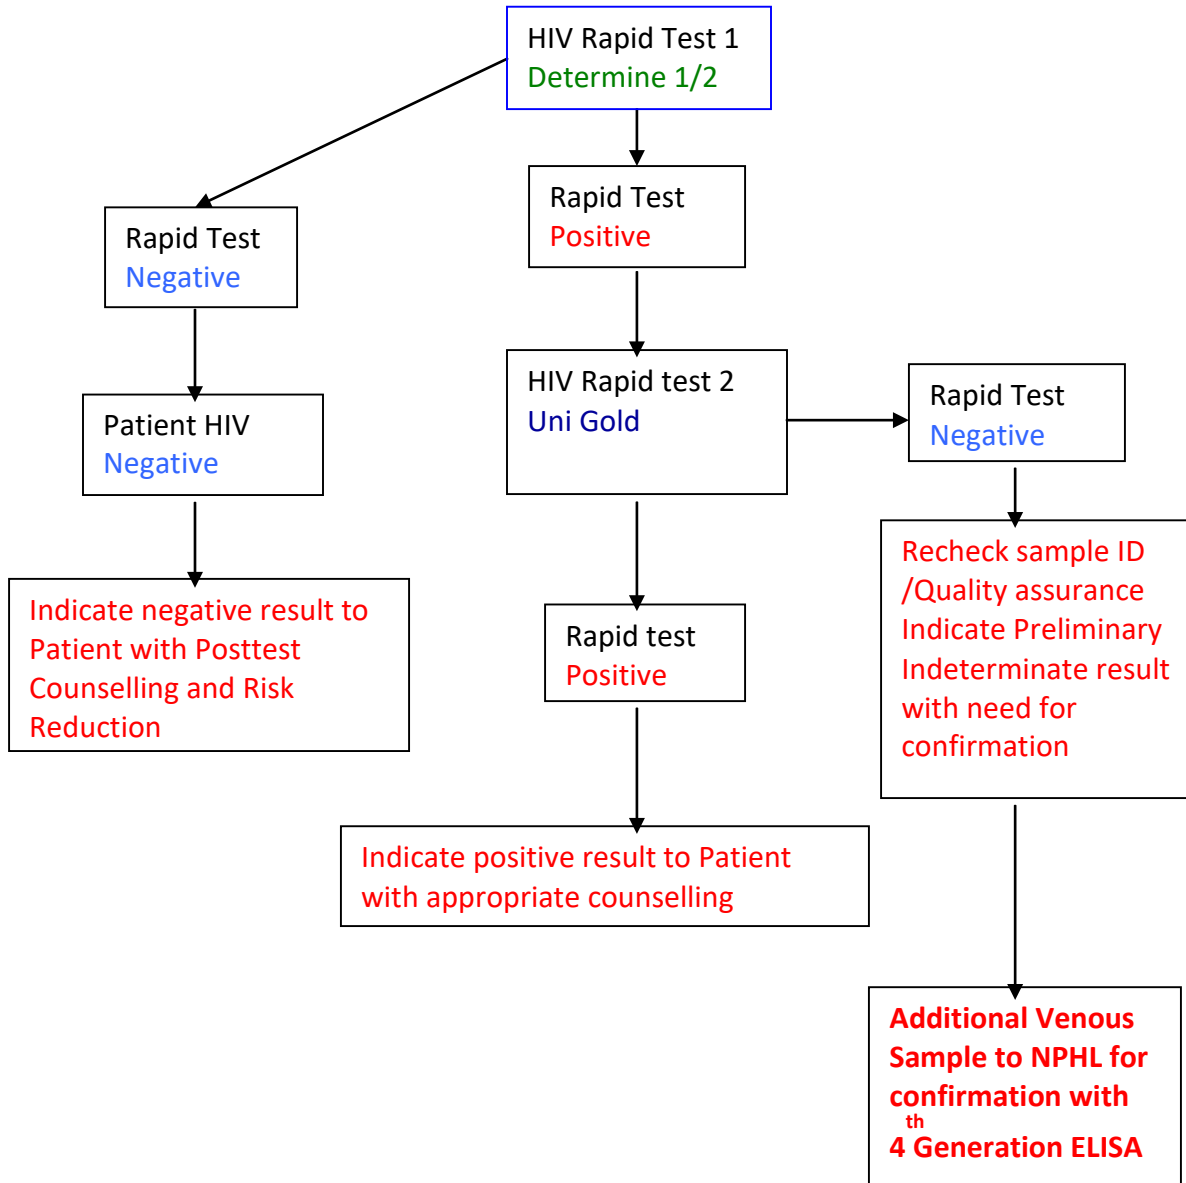 HIV Rapid Test 1
Determine 1/2
Rapid Test
Positive
Rapid Test
Negative
HIV Rapid test 2
Uni Gold
Rapid Test
Negative
Patient HIV
Negative
Recheck sample ID
/Quality assurance
Indicate Preliminary
Indeterminate result
with need for
confirmation
Indicate negative result to
Patient with Posttest
Counselling and Risk
Reduction
Rapid test
Positive
Indicate positive result to Patient
with appropriate counselling
Additional Venous
Sample to NPHL for
confirmation with
4th Generation ELISA